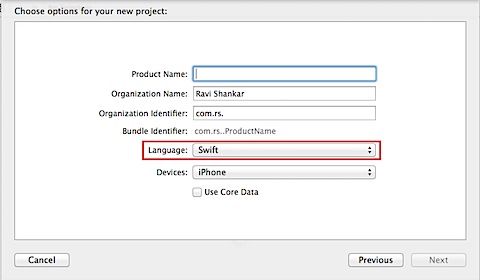 Choose options for your new project:
Product Name:
Organization Name: Ravi Shankar
Organization Identifier: com.rs.
Bundle Identifier: com.rs..ProductName
Language: Swift
Devices: iPhone
Use Core Data
Cancel Previous Next